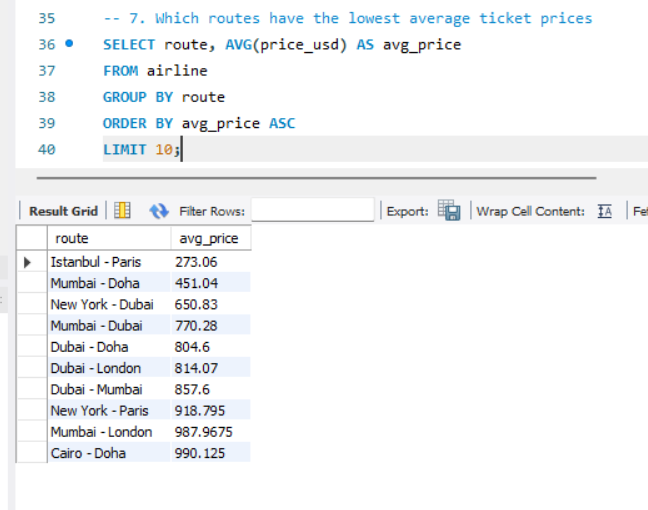 35 -- 7. Which routes have the lowest average ticket prices
36 SELECT route, AVG(price_usd) AS avg_price
37 FROM airline
38 GROUP BY route
39 ORDER BY avg_price ASC
40 LIMIT 10;
Result Grid Filter Rows: Export: Wrap Cell Content: IA Fet
route avg_price
Istanbul - Paris 273.06
Mumbai - Doha 451.04
New York - Dubai 650.83
Mumbai - Dubai 770.28
Dubai - Doha 804.6
Dubai - London 814.07
Dubai - Mumbai 857.6
New York - Paris 918.795
Mumbai - London 987.9675
Cairo - Doha 990.125